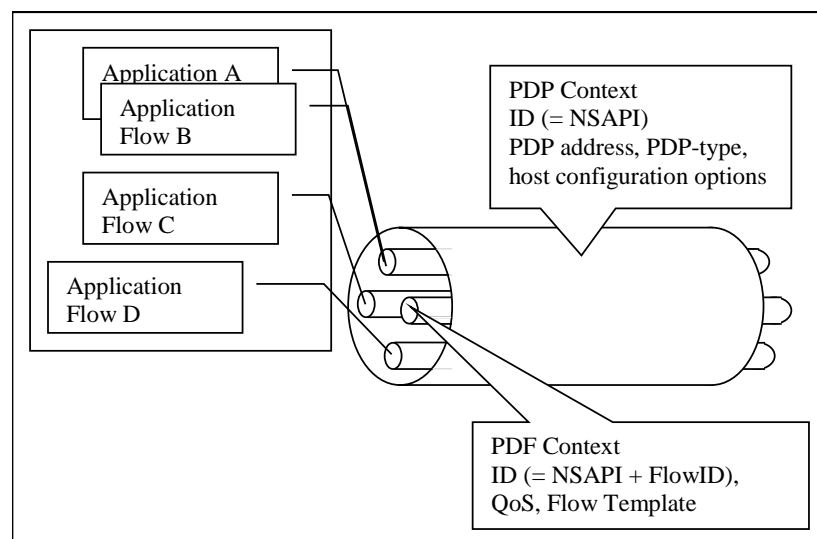 Application A
Application
Flow B
Application
Flow C
Application
Flow D
PDP Context
ID (= NSAPI)
PDP address, PDP-type,
host configuration options
PDF Context
ID (= NSAPI + FlowID),
QoS, Flow Template